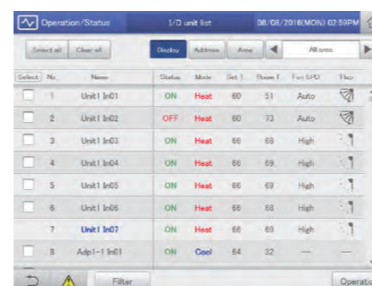 Operation/Status I/D unit list 08/08/2016(MON) 02:59PM
Select all Clear all Display Address Area All area
Select No. Name Status Mode Set T. Room T. Fan SPD Flap
1 Unit1 In01 ON Heat 60 51 Auto
2 Unit1 In02 OFF Heat 60 73 Auto
3 Unit1 In03 ON Heat 66 68 High
4 Unit1 In04 ON Heat 66 69 High
5 Unit1 In05 ON Heat 66 69 High
6 Unit1 In06 ON Heat 66 68 High
7 Unit1 In07 ON Heat 66 69 High
8 Adp1-1 In01 ON Cool 64 32 — —
Filter Operatio